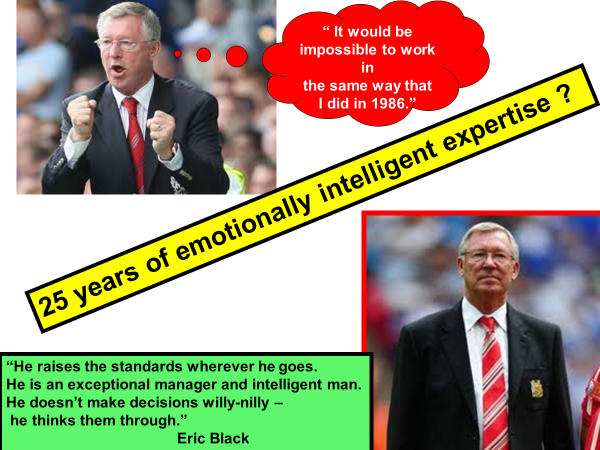 “ It would be
impossible to work
in
the same way that
I did in 1986.”
25 years of emotionally intelligent expertise ?
“He raises the standards wherever he goes.
He is an exceptional manager and intelligent man.
He doesn’t make decisions willy-nilly –
he thinks them through.”
Eric Black